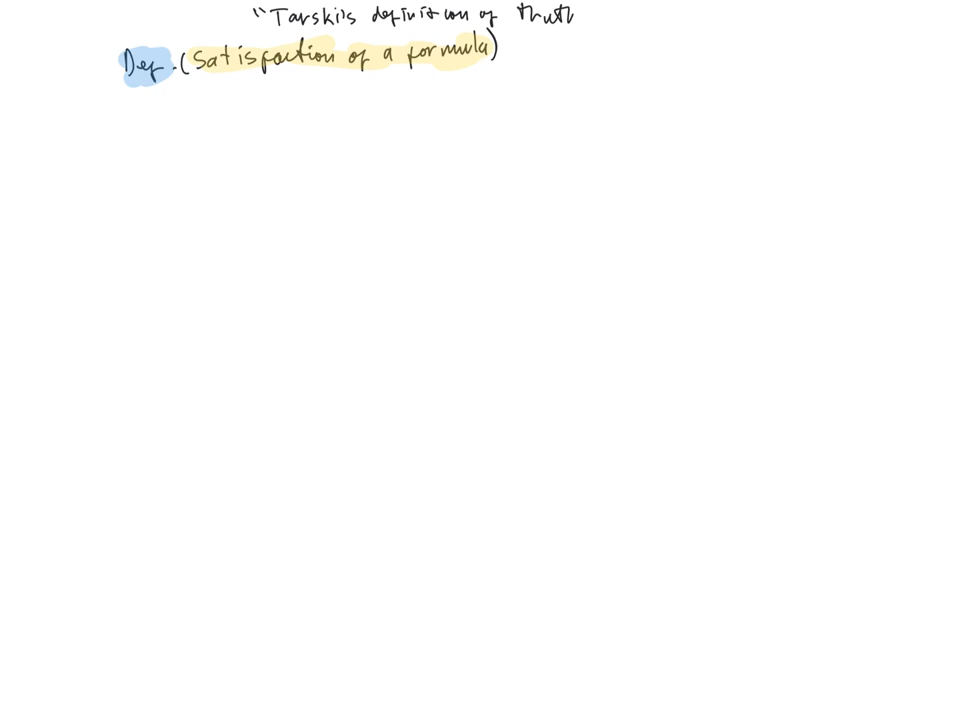 "Tarski's definition of truth
Def. (Satisfaction of a formula)